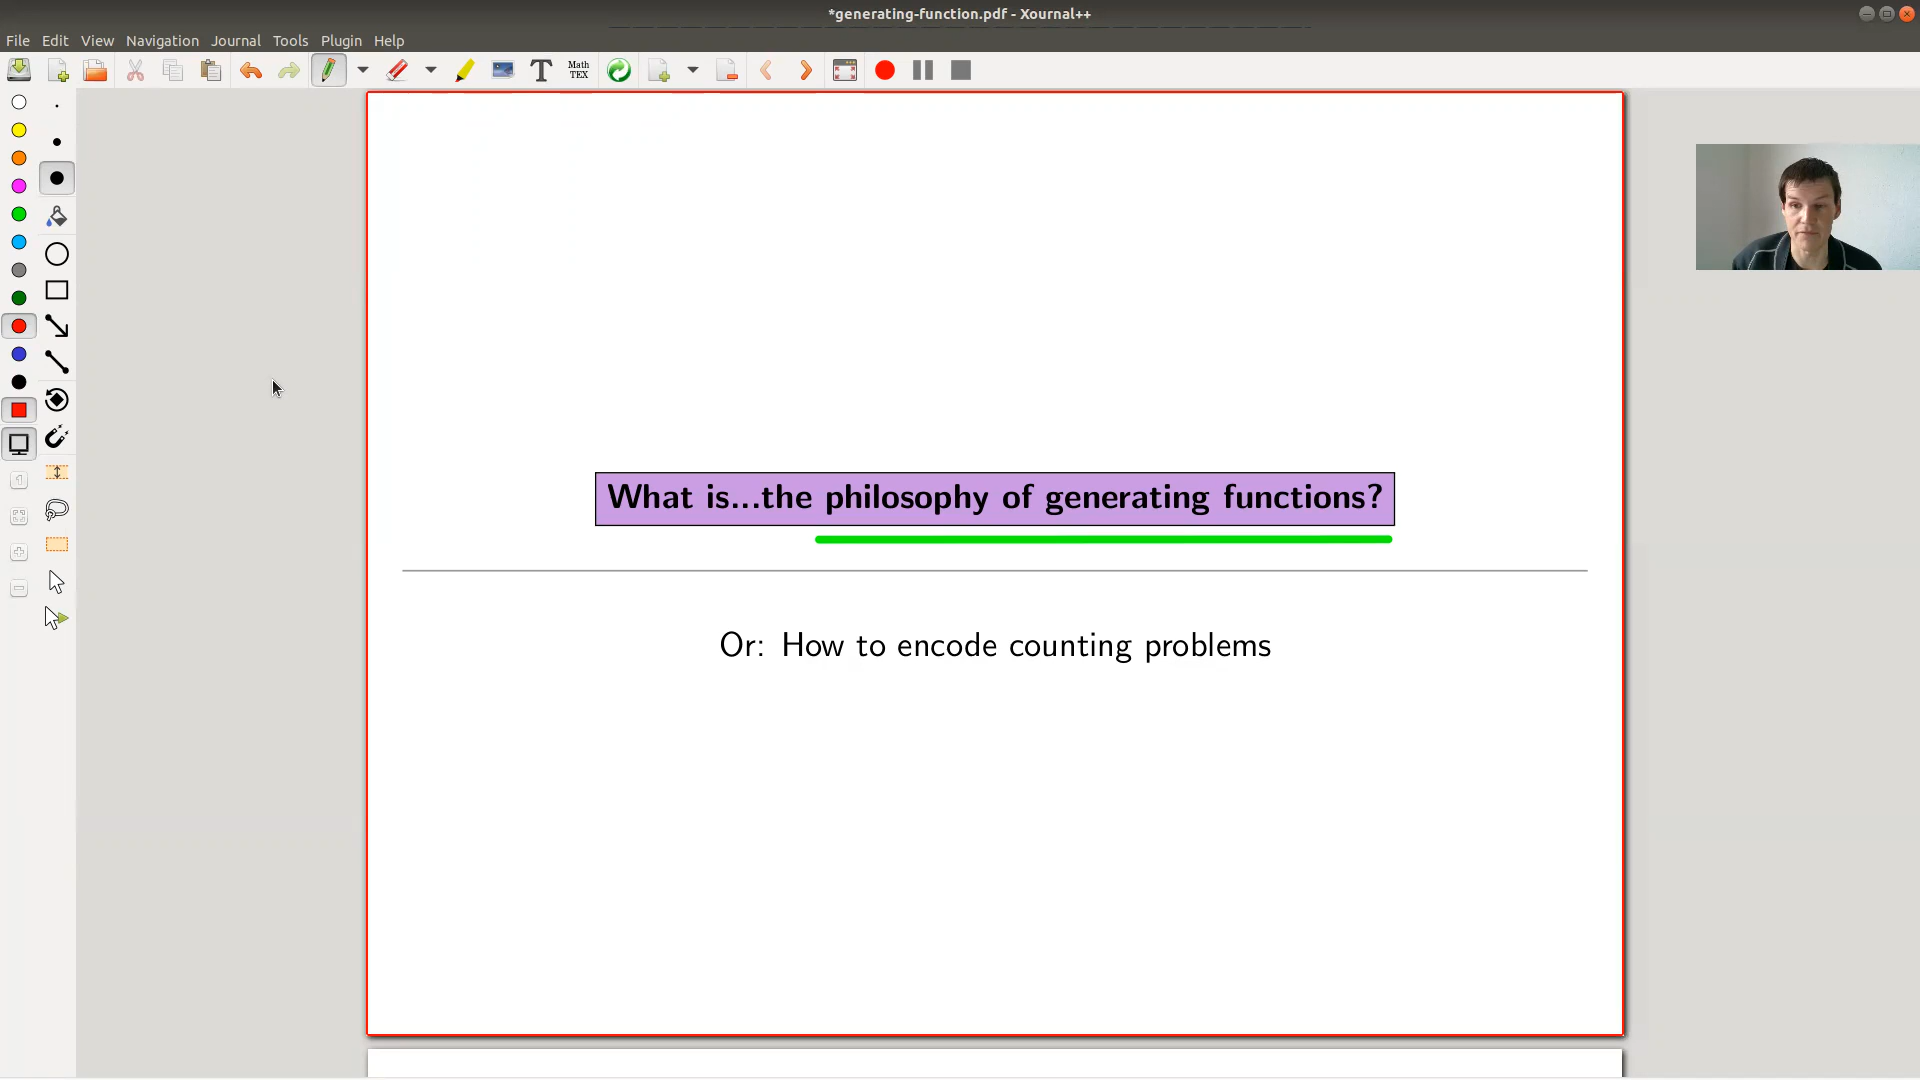 *generating-function.pdf - Xournal++
File Edit View Navigation Journal Tools Plugin Help
Math
TEX
What is...the philosophy of generating functions?
Or: How to encode counting problems